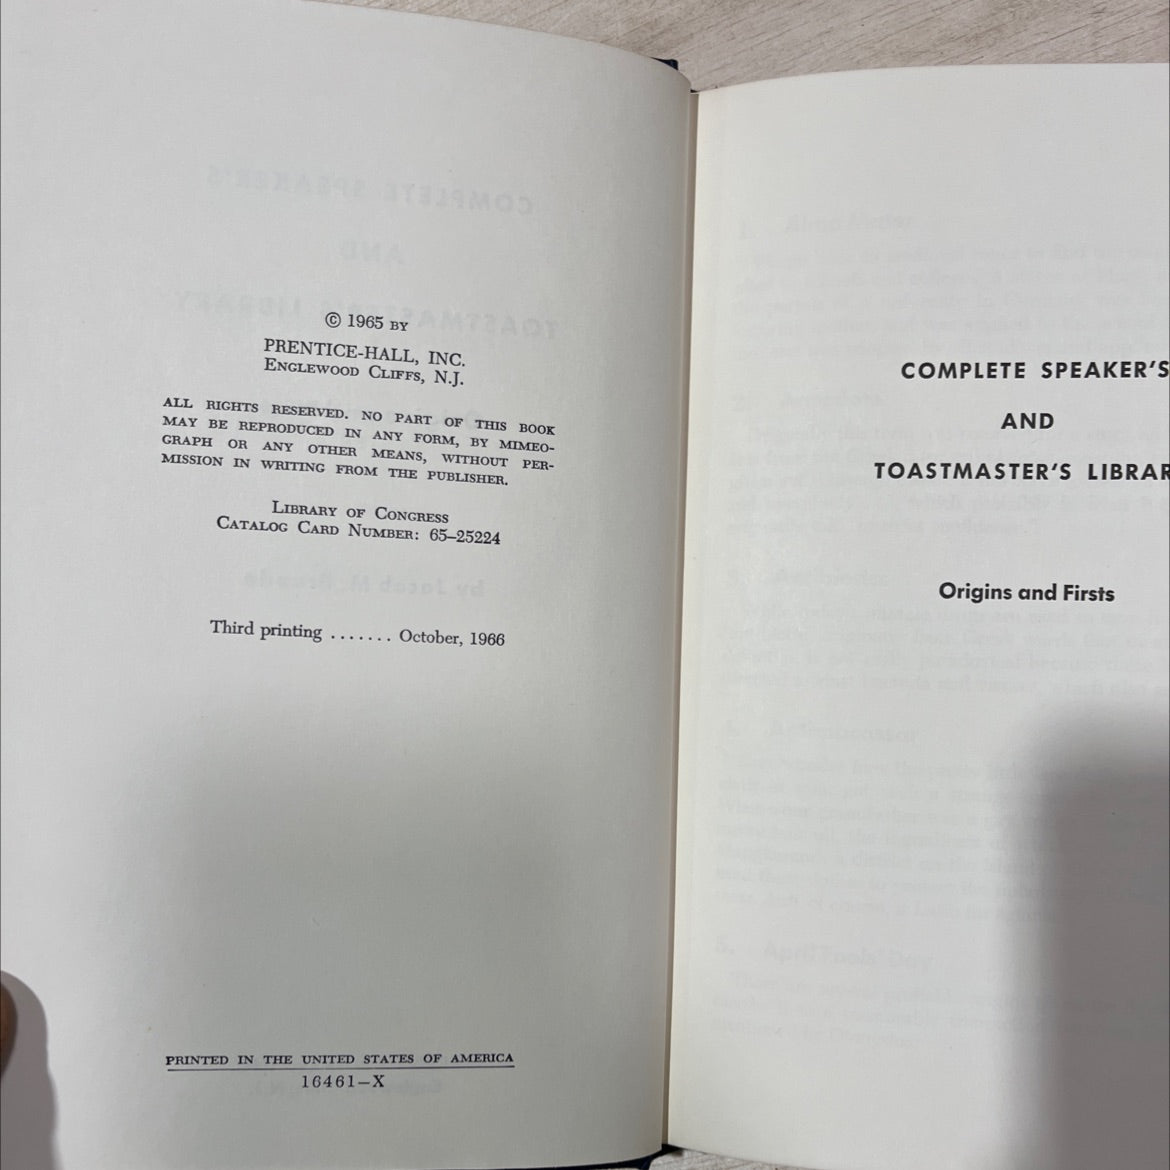 © 1965 BY
PRENTICE-HALL, INC.
ENGLEWOOD CLIFFS, N.J.
ALL RIGHTS RESERVED. NO PART OF THIS BOOK
MAY BE REPRODUCED IN ANY FORM, BY MIMEO-
GRAPH OR ANY OTHER MEANS, WITHOUT PER-
MISSION IN WRITING FROM THE PUBLISHER.
LIBRARY OF CONGRESS
CATALOG CARD NUMBER: 65–25224
Third printing ....... October, 1966
PRINTED IN THE UNITED STATES OF AMERICA
16461–X
COMPLETE SPEAKER'S
AND
TOASTMASTER'S LIBRAR
Origins and Firsts